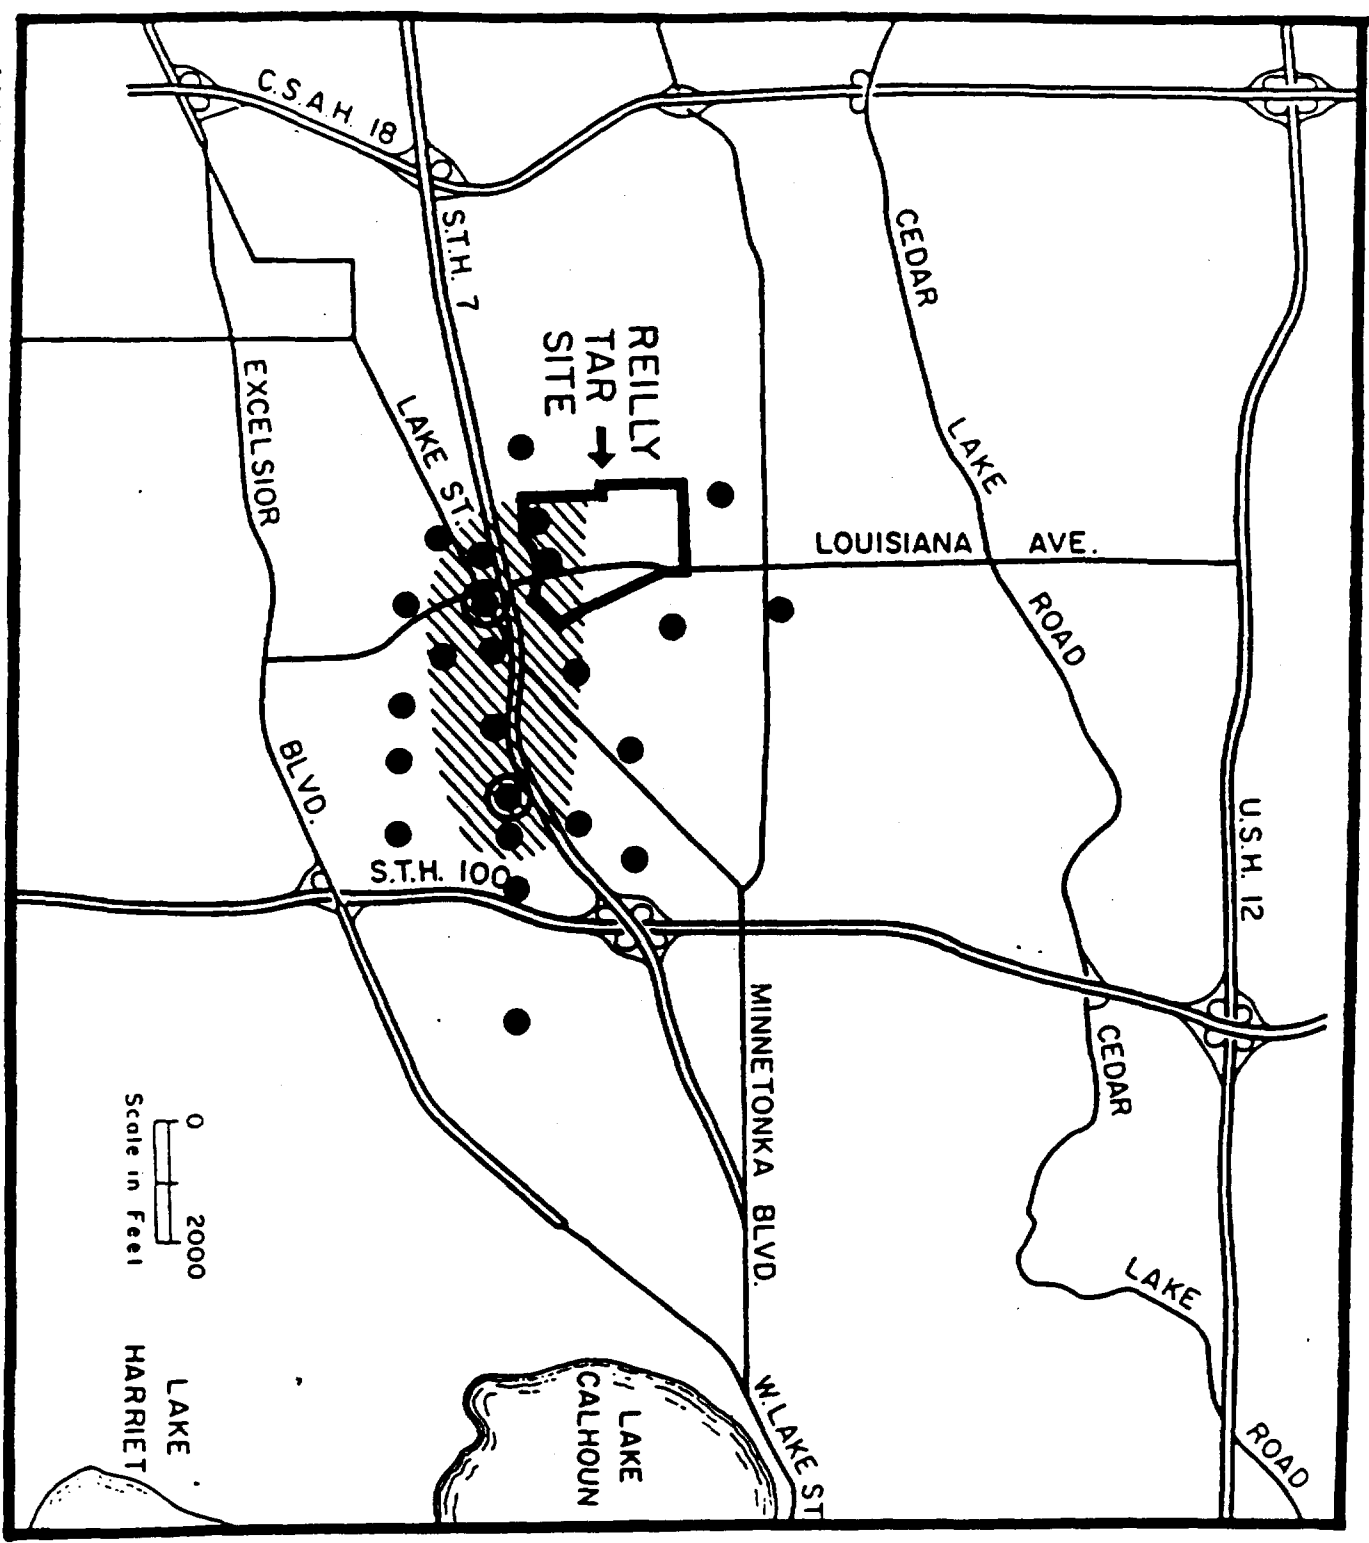 C.S.A.H. 18
S.T.H. 7
CEDAR
LAKE
ROAD
REILLY
TAR
SITE
EXCELSIOR
BLVD.
LAKE ST.
LOUISIANA AVE.
U.S.H. 12
S.T.H. 100
MINNETONKA BLVD.
CEDAR
LAKE
ROAD
0 2000
Scale in Feet
W. LAKE ST
LAKE
CALHOUN
LAKE
HARRIET